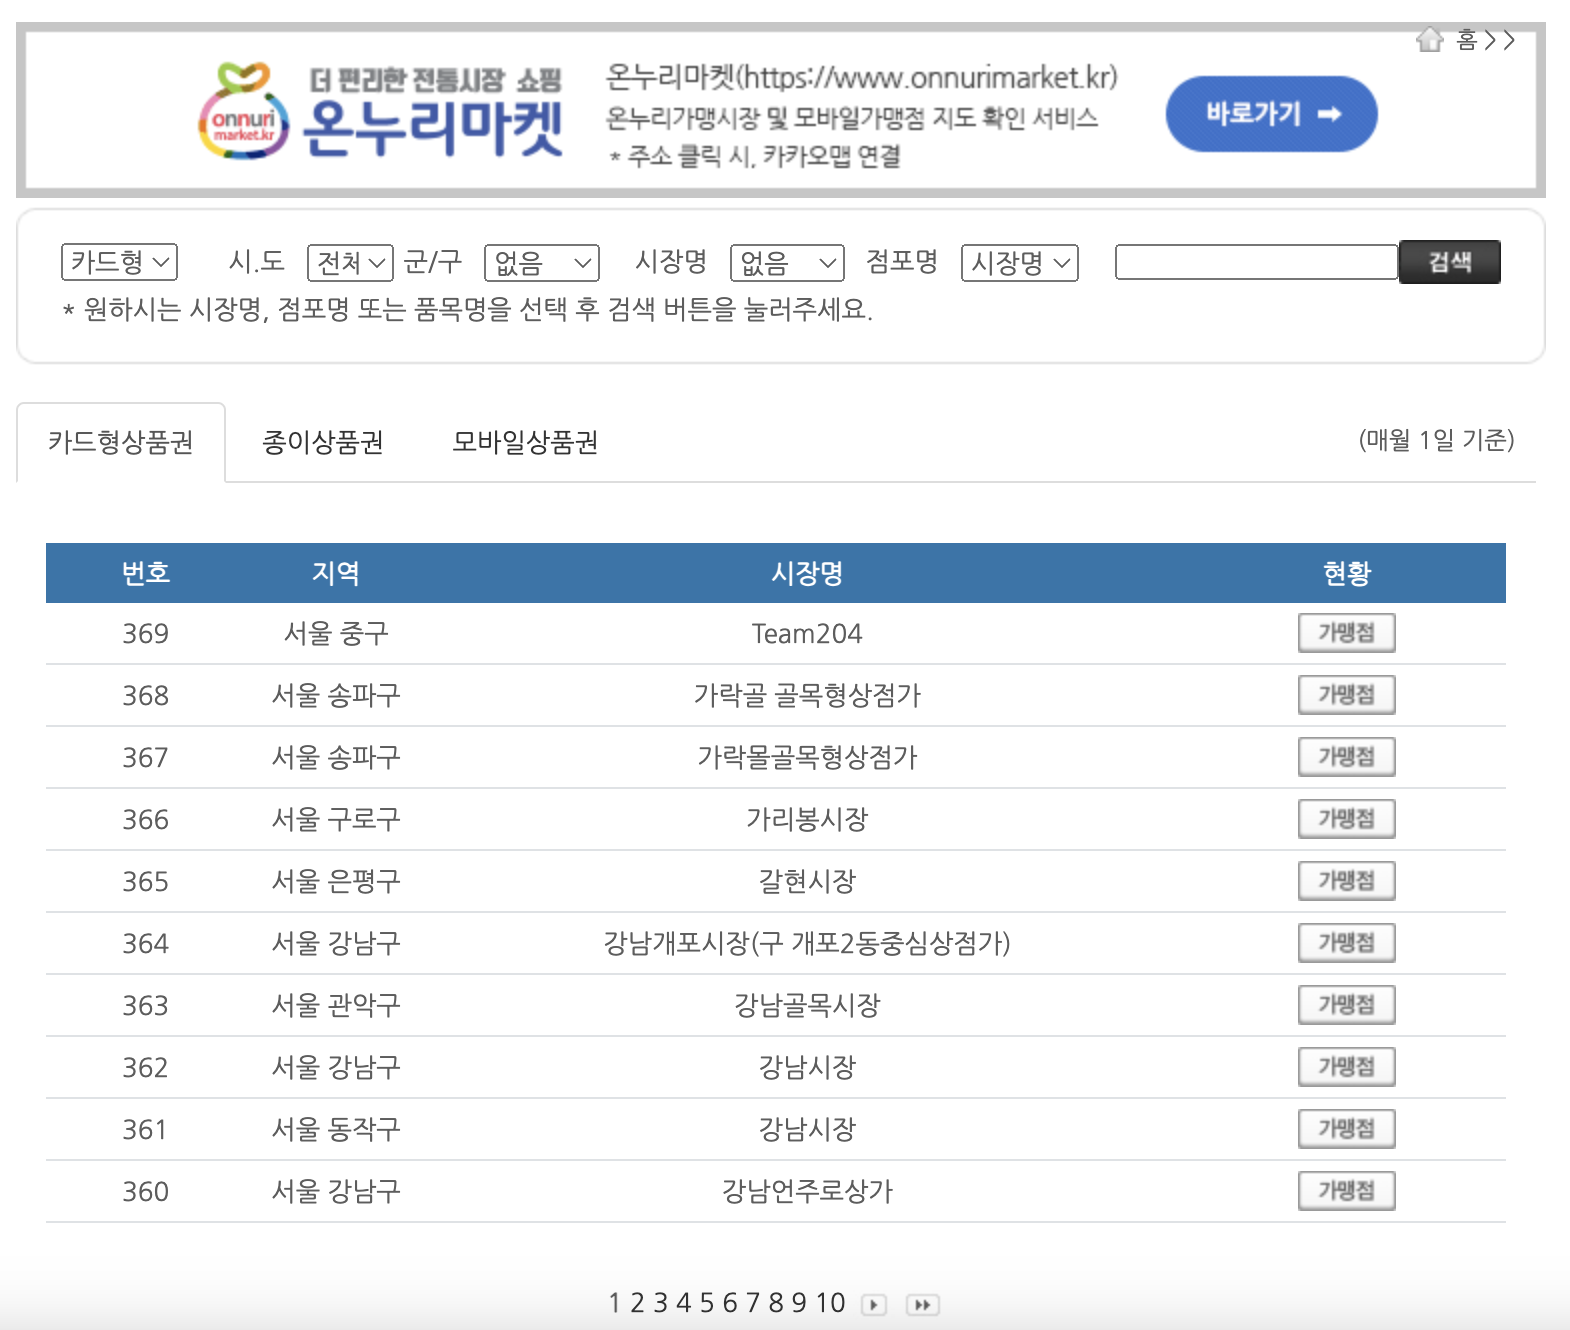 홈 > >
더 편리한 전통시장 쇼핑
onnuri
market.kr
온누리마켓
온누리마켓(https://www.onnurimarket.kr)
온누리가맹시장 및 모바일가맹점 지도 확인 서비스
* 주소 클릭 시, 카카오맵 연결
바로가기 ➡
카드형 시.도 전체 군/구 없음 시장명 없음 점포명 시장명 검색
* 원하시는 시장명, 점포명 또는 품목명을 선택 후 검색 버튼을 눌러주세요.
카드형상품권 종이상품권 모바일상품권 (매월 1일 기준)
번호 지역 시장명 현황
369 서울 중구 Team204 가맹점
368 서울 송파구 가락골 골목형상점가 가맹점
367 서울 송파구 가락몰골목형상점가 가맹점
366 서울 구로구 가리봉시장 가맹점
365 서울 은평구 갈현시장 가맹점
364 서울 강남구 강남개포시장(구 개포2동중심상점가) 가맹점
363 서울 관악구 강남골목시장 가맹점
362 서울 강남구 강남시장 가맹점
361 서울 동작구 강남시장 가맹점
360 서울 강남구 강남언주로상가 가맹점
1 2 3 4 5 6 7 8 9 10